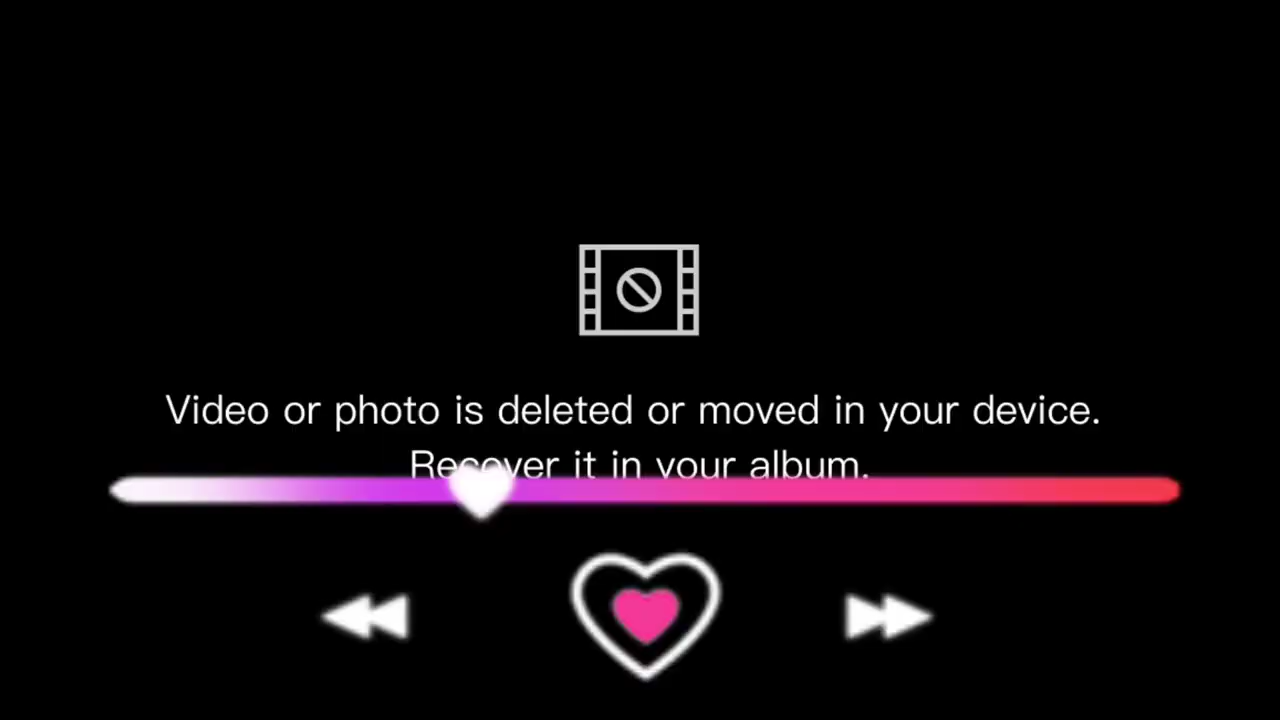 Video or photo is deleted or moved in your device.
Recover it in your album.